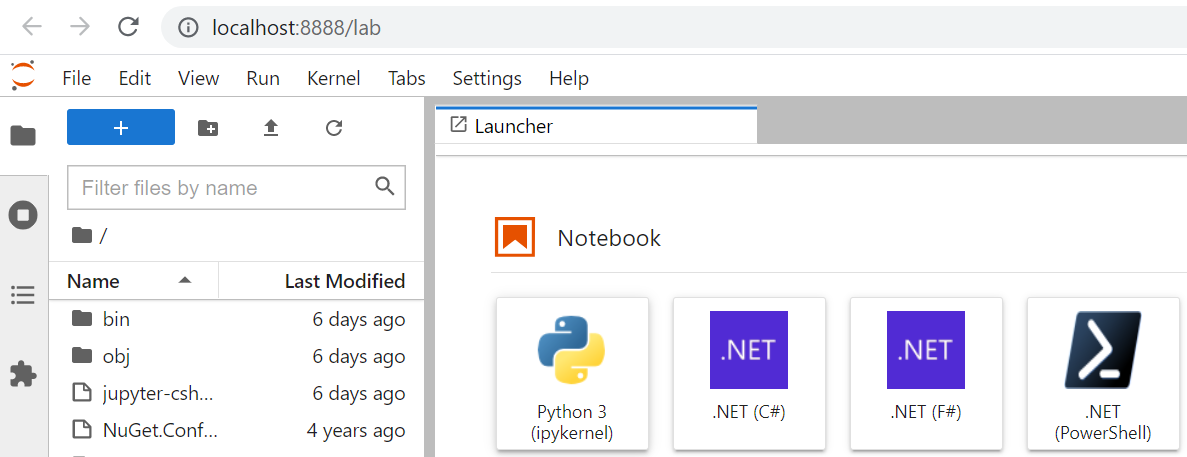 localhost:8888/lab
File Edit View Run Kernel Tabs Settings Help
+
Launcher
Filter files by name
/
Notebook
Name Last Modified
bin 6 days ago
obj 6 days ago
jupyter-csh... 6 days ago
NuGet.Conf... 4 years ago
.NET .NET
Python 3
(ipykernel)
.NET (C#)
.NET (F#)
.NET
(PowerShell)